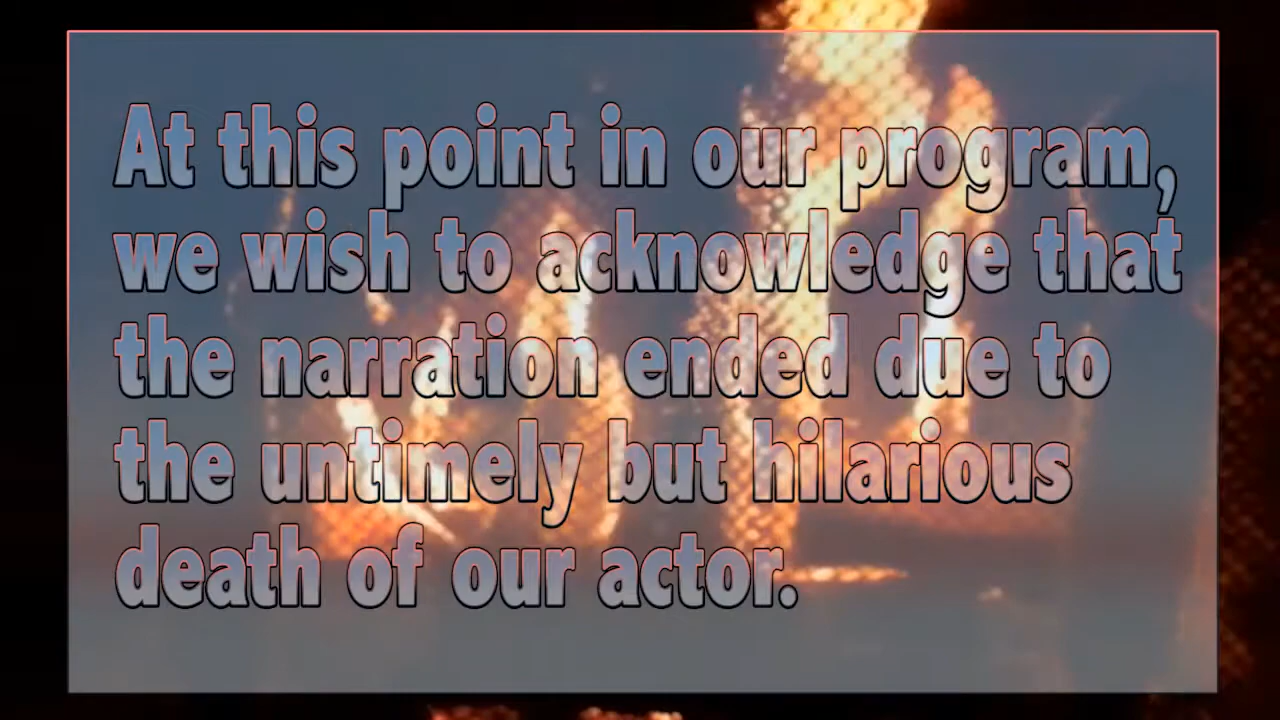 At this point in our program,
we wish to acknowledge that
the narration ended due to
the untimely but hilarious
death of our actor.